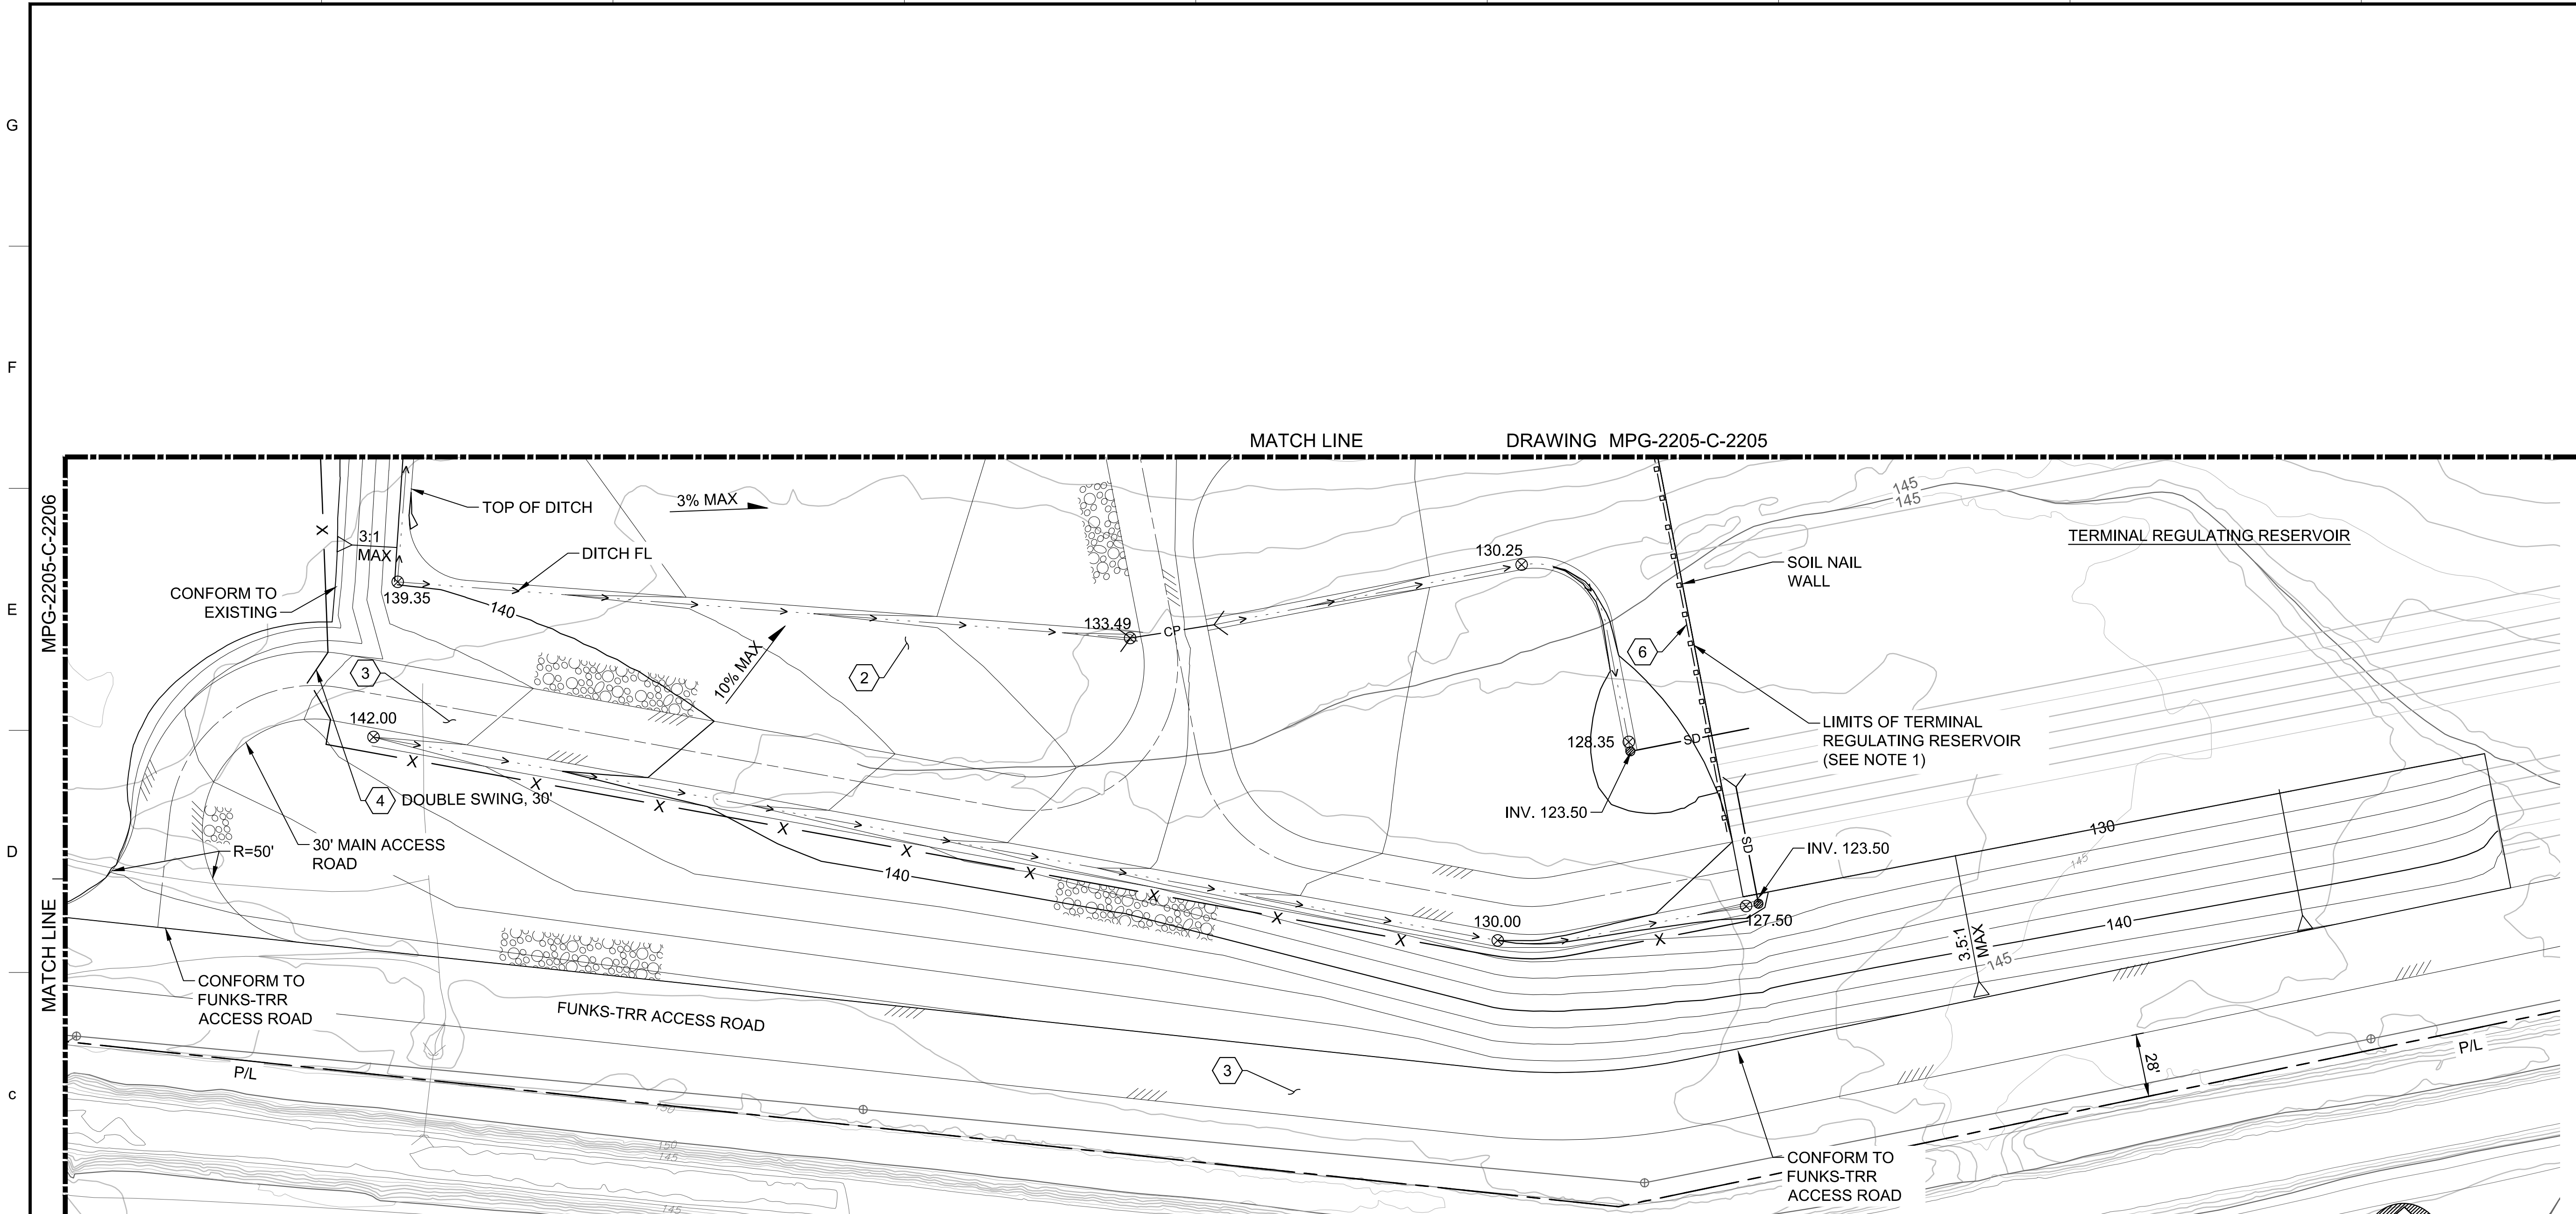 G
F
E
D
C
MATCH LINE DRAWING MPG-2205-C-2205
MPG-2205-C-2206
MATCH LINE
145
145
TOP OF DITCH
3% MAX
X
3:1
MAX
DITCH FL
130.25
TERMINAL REGULATING RESERVOIR
SOIL NAIL
WALL
CONFORM TO
EXISTING
139.35
140
133.49
CP
10% MAX
2
6
3
142.00
128.35
SD
LIMITS OF TERMINAL
REGULATING RESERVOIR
(SEE NOTE 1)
X
X
X
X
X
X
X
X
X
X
4 DOUBLE SWING, 30'
INV. 123.50
130
R=50'
30' MAIN ACCESS
ROAD
SD
INV. 123.50
145
140
130.00
127.50
140
3.5:1
MAX
145
CONFORM TO
FUNKS-TRR
ACCESS ROAD
FUNKS-TRR ACCESS ROAD
3
28'
P/L
P/L
150
150
145
145
CONFORM TO
FUNKS-TRR
ACCESS ROAD